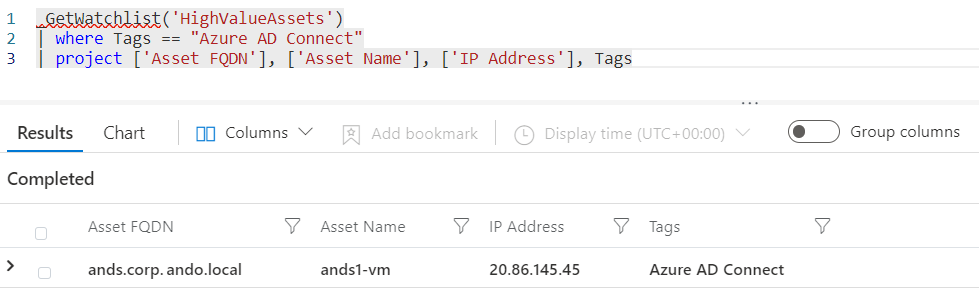 1 _GetWatchlist('HighValueAssets')
2 | where Tags == "Azure AD Connect"
3 | project ['Asset FQDN'], ['Asset Name'], ['IP Address'], Tags
...
Results Chart Columns Add bookmark Display time (UTC+00:00) Group columns
Completed
Asset FQDN Asset Name IP Address Tags
ands.corp.ando.local ands1-vm 20.86.145.45 Azure AD Connect